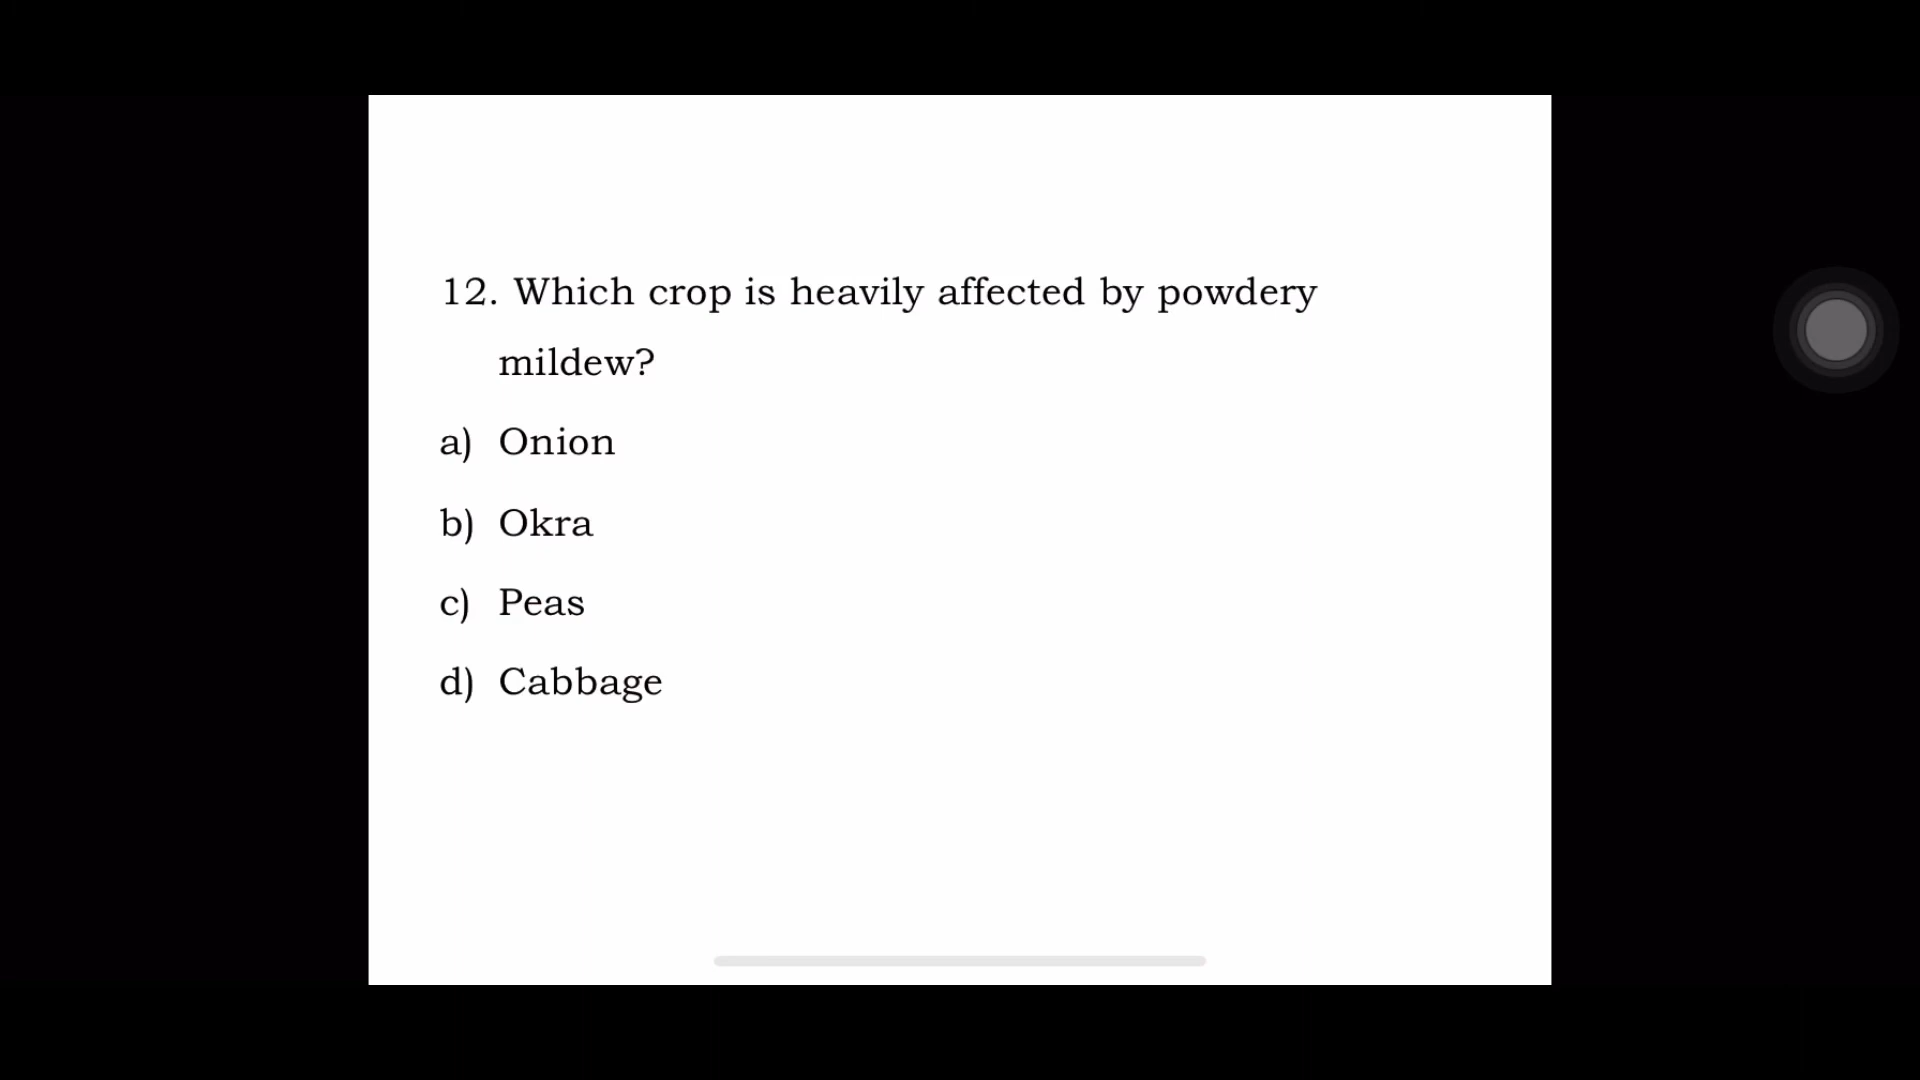 12. Which crop is heavily affected by powdery
mildew?
a) Onion
b) Okra
c) Peas
d) Cabbage